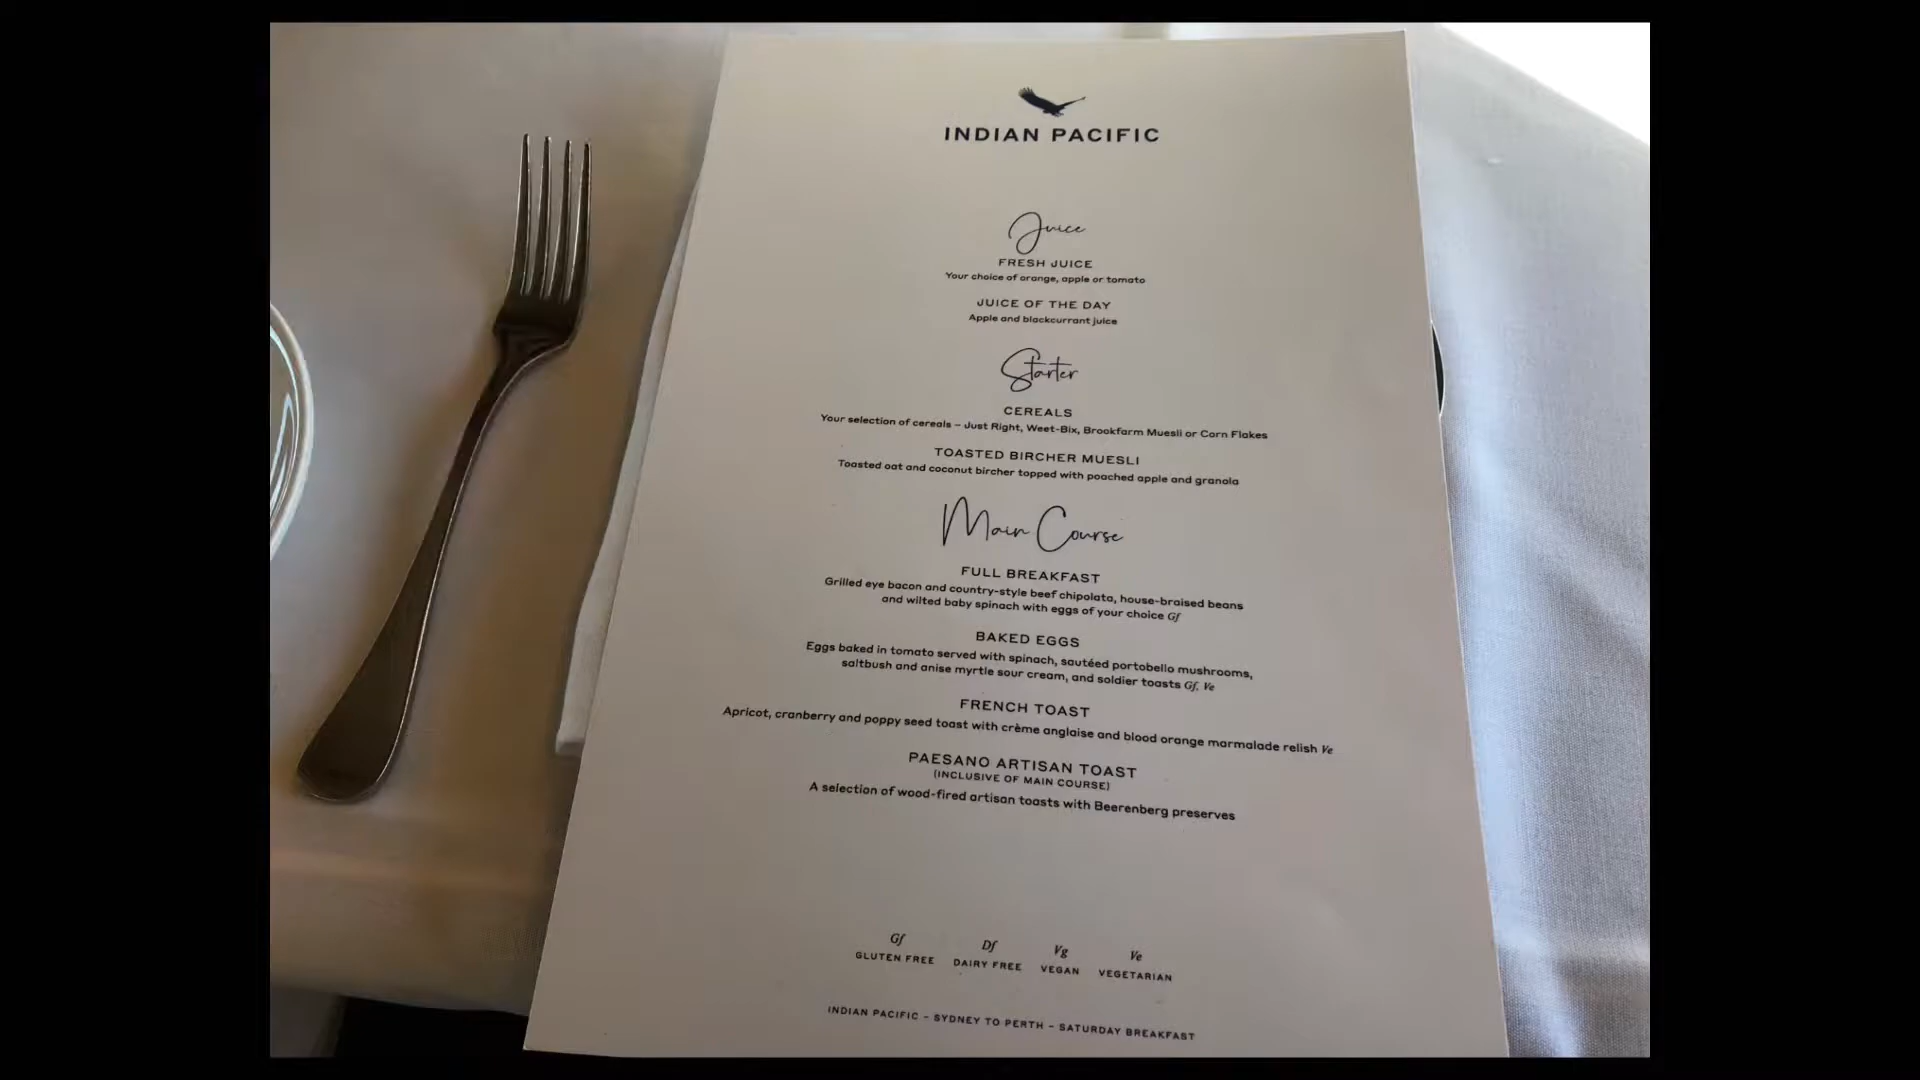 INDIAN PACIFIC
Juice
FRESH JUICE
Your choice of orange, apple or tomato
JUICE OF THE DAY
Apple and blackcurrant juice
Starter
CEREALS
Your selection of cereals – Just Right, Weet-Bix, Brookfarm Muesli or Corn Flakes
TOASTED BIRCHER MUESLI
Toasted oat and coconut bircher topped with poached apple and granola
Main Course
FULL BREAKFAST
Grilled eye bacon and country-style beef chipolata, house-braised beans
and wilted baby spinach with eggs of your choice Gf
BAKED EGGS
Eggs baked in tomato served with spinach, sautéed portobello mushrooms,
saltbush and anise myrtle sour cream, and soldier toasts Gf, Ve
FRENCH TOAST
Apricot, cranberry and poppy seed toast with crème anglaise and blood orange marmalade relish Ve
PAESANO ARTISAN TOAST
(INCLUSIVE OF MAIN COURSE)
A selection of wood-fired artisan toasts with Beerenberg preserves
Gf Df Vg Ve
GLUTEN FREE DAIRY FREE VEGAN VEGETARIAN
INDIAN PACIFIC – SYDNEY TO PERTH – SATURDAY BREAKFAST